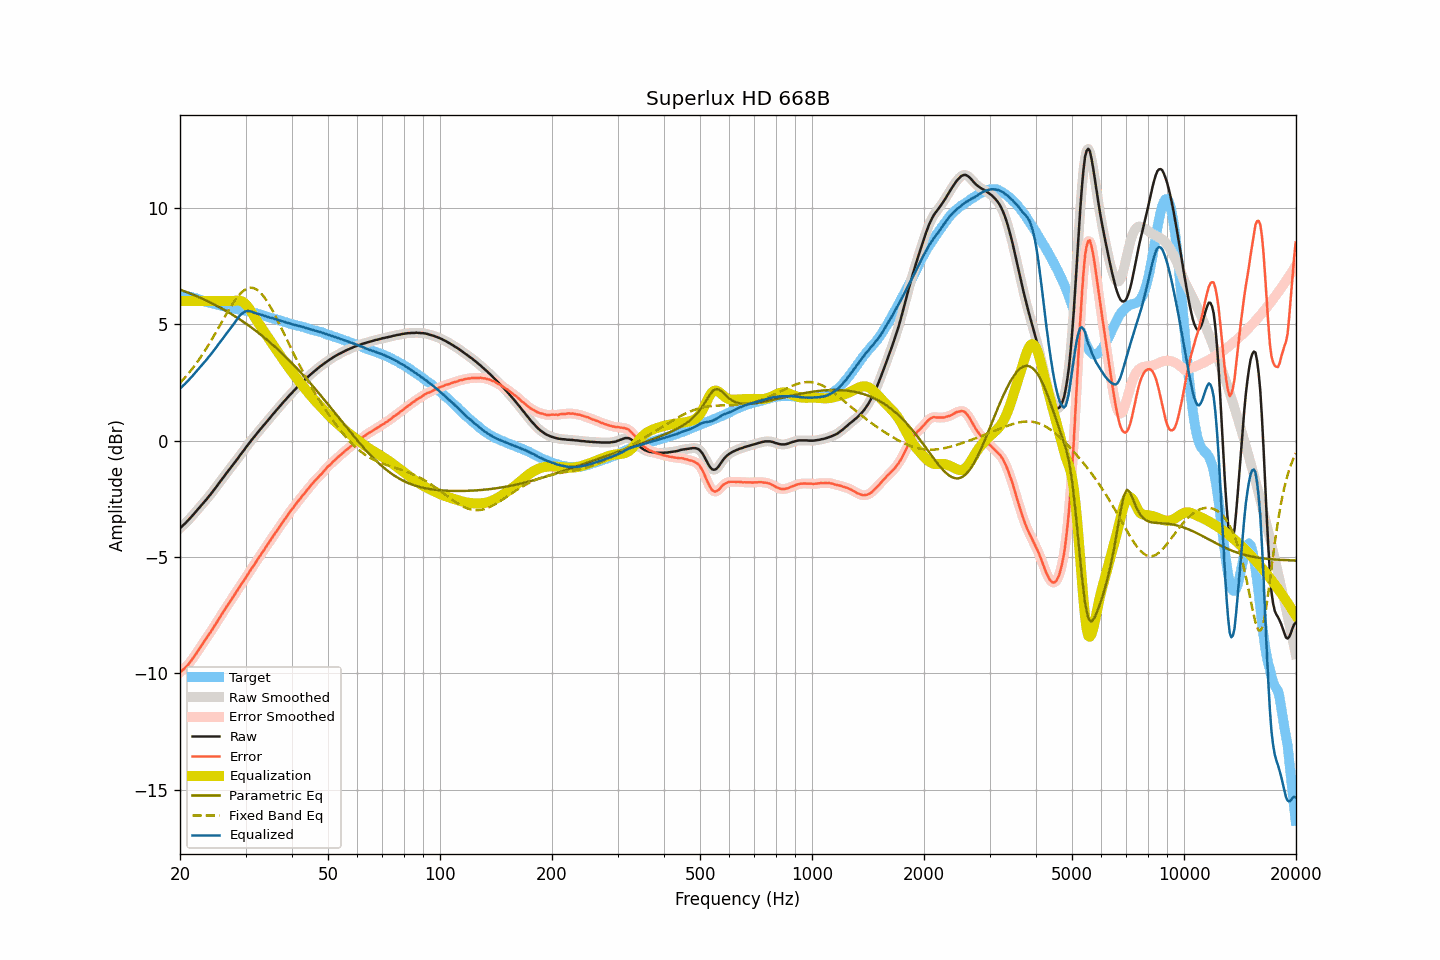 Superlux HD 668B
Amplitude (dBr)
10
5
0
−5
−10
−15
Target
Raw Smoothed
Error Smoothed
Raw
Error
Equalization
Parametric Eq
Fixed Band Eq
Equalized
20 50 100 200 500 1000 2000 5000 10000 20000
Frequency (Hz)